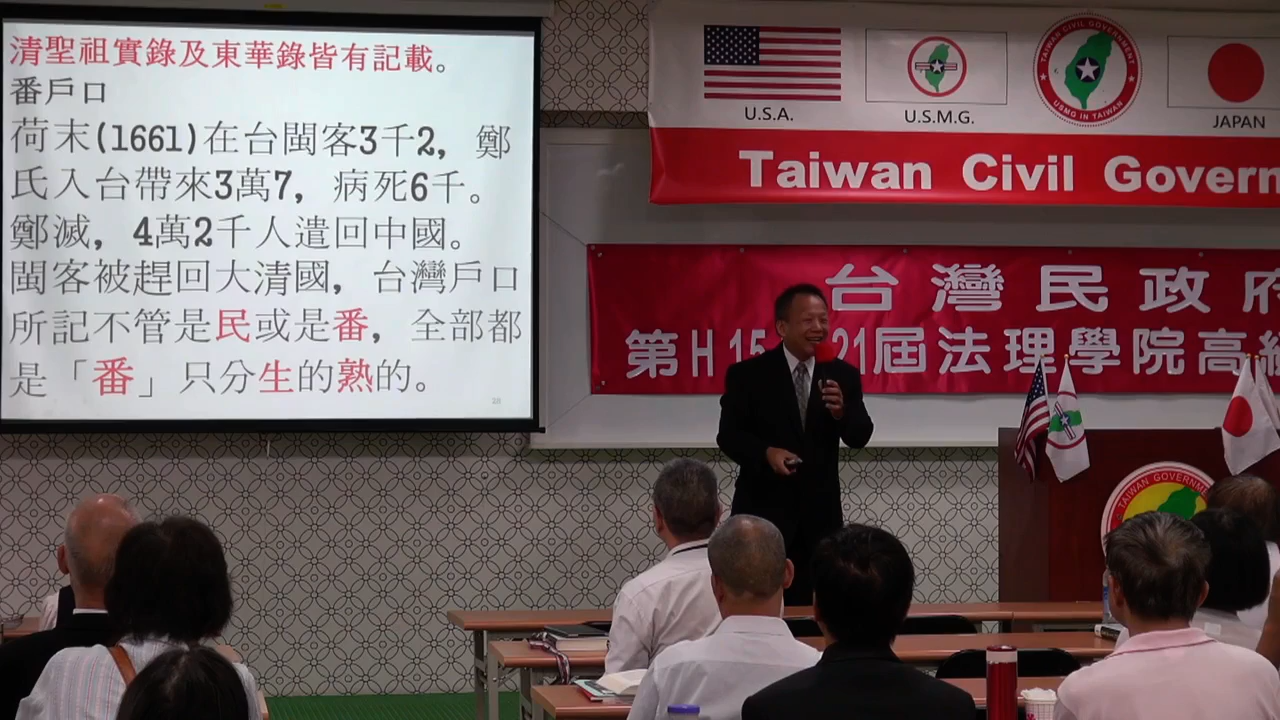 清聖祖實錄及東華錄皆有記載。
番戶口
荷末(1661)在台閩客3千2, 鄭
氏入台帶來3萬7, 病死6千。
鄭滅, 4萬2千人遣回中國。
閩客被趕回大清國, 台灣戶口
所記不管是民或是番, 全部都
是「番」只分生的熟的。
U.S.A.
U.S.M.G.
TAIWAN CIVIL GOVERNMENT
USMG IN TAIWAN
JAPAN
Taiwan Civil Govern
台灣民政府
第H 15 21屆法理學院高級
TAIWAN GOVERNMENT